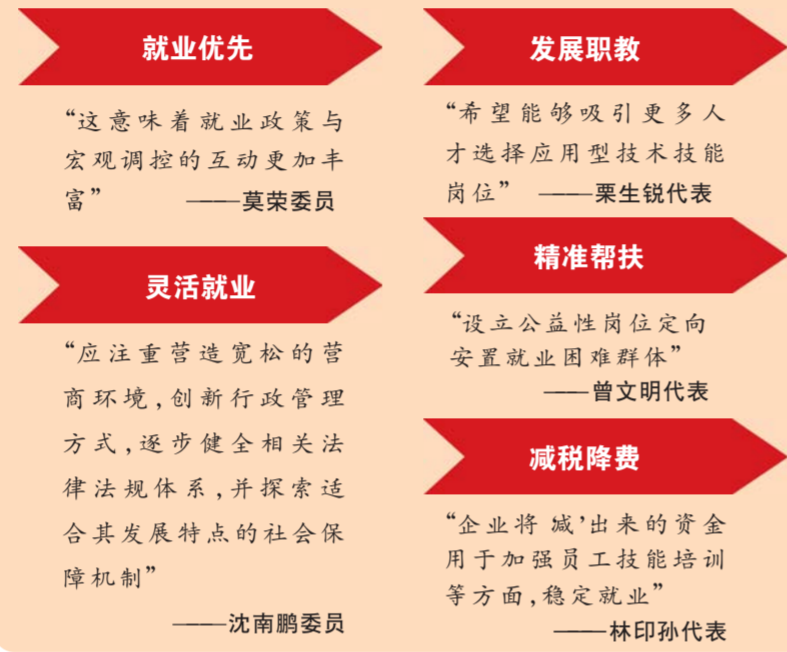 就业优先
“这意味着就业政策与
宏观调控的互动更加丰
富” ——莫荣委员
灵活就业
“应注重营造宽松的营
商环境,创新行政管理
方式,逐步健全相关法
律法规体系,并探索适
合其发展特点的社会保
障机制”
——沈南鹏委员
发展职教
“希望能够吸引更多人
才选择应用型技术技能
岗位” ——栗生锐代表
精准帮扶
“设立公益性岗位定向
安置就业困难群体”
——曾文明代表
减税降费
“企业将‘减’出来的资金
用于加强员工技能培训
等方面,稳定就业”
——林印孙代表